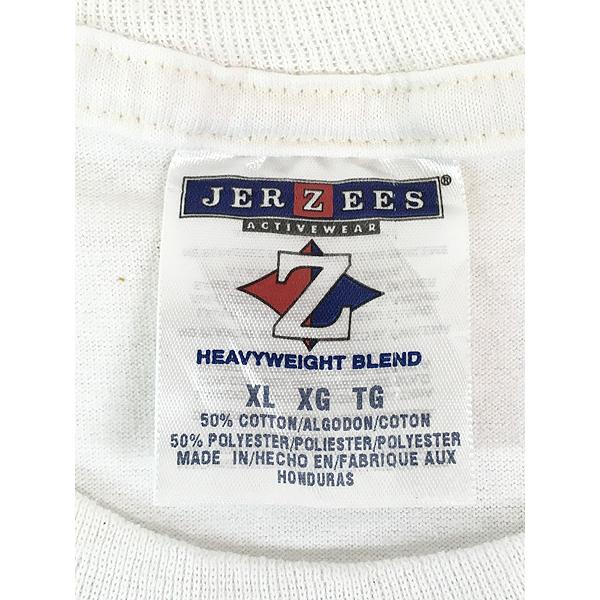 JERZEES®
ACTIVEWEAR
Z
HEAVYWEIGHT BLEND
XL XG TG
50% COTTON/ALGODON/COTON
50% POLYESTER/POLIESTER/POLYESTER
MADE IN/HECHO EN/FABRIQUE AUX
HONDURAS